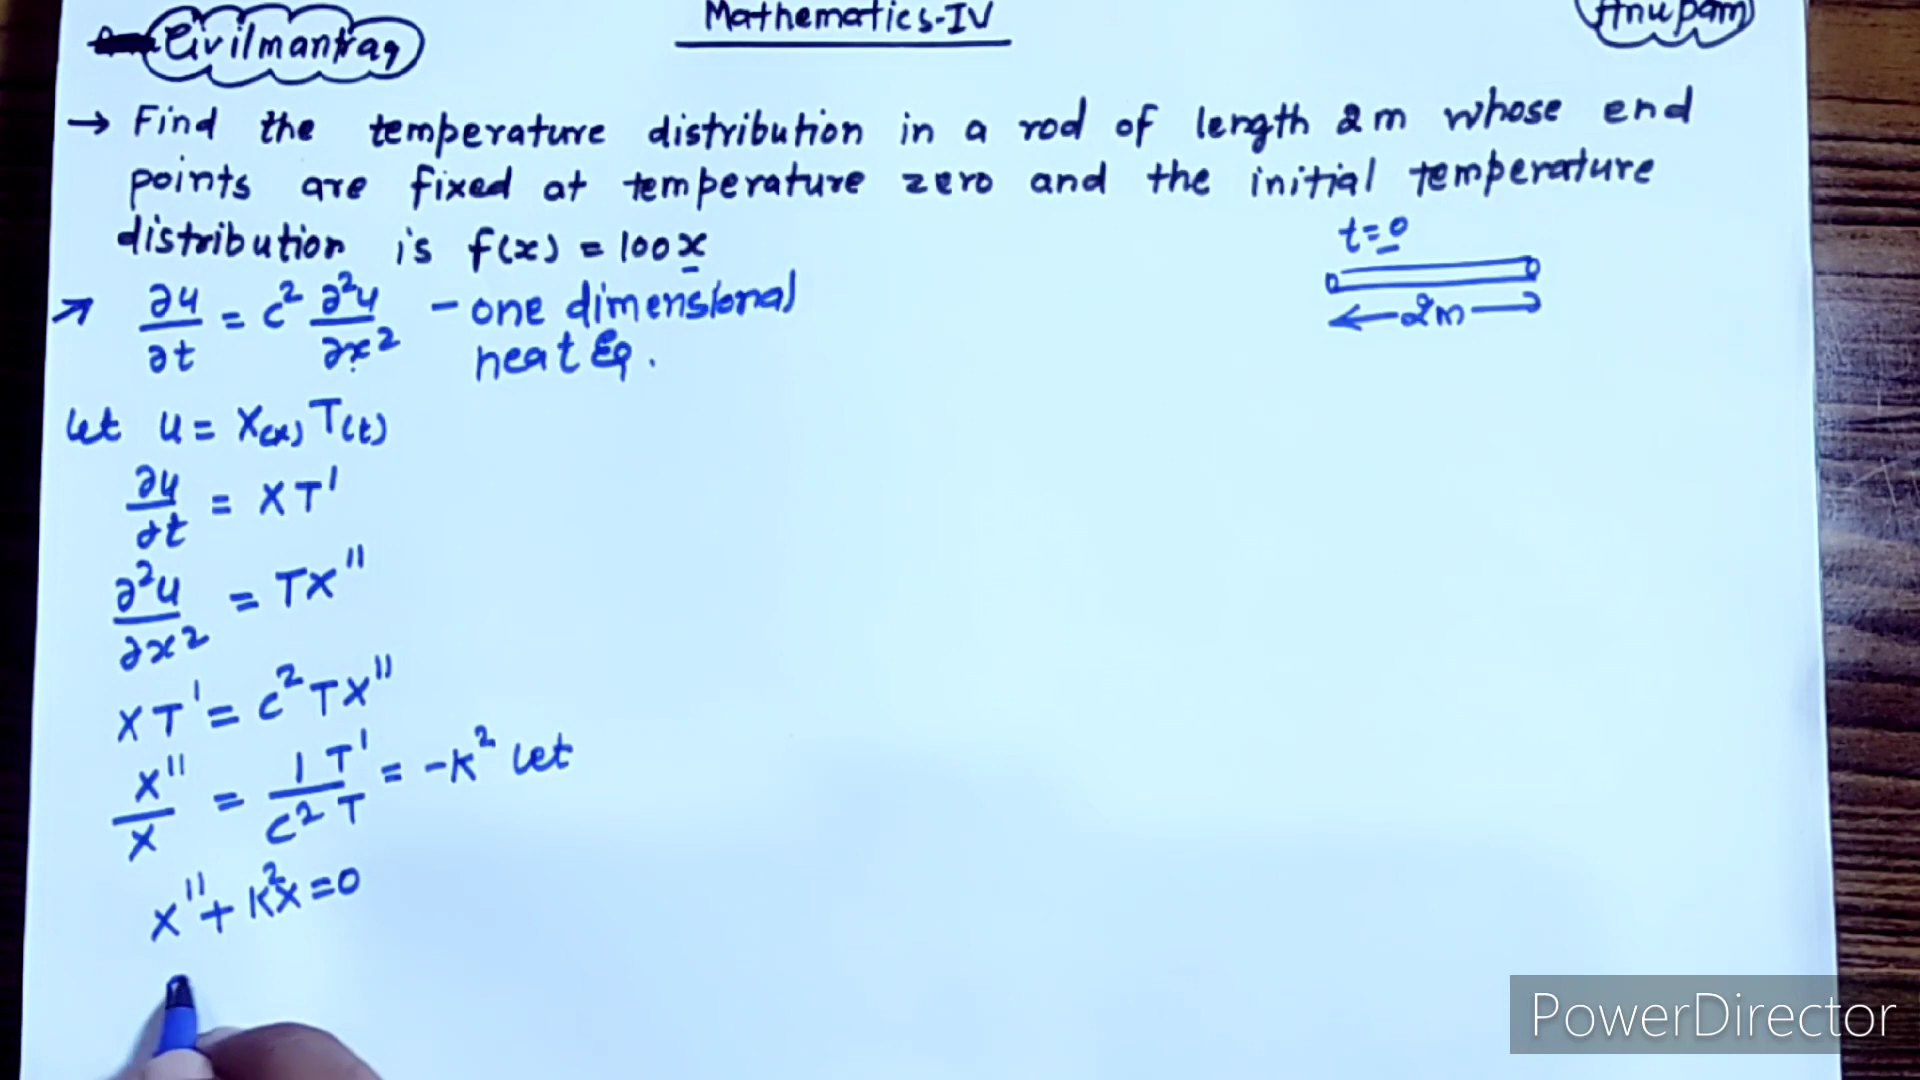 Civilmantraq
Mathematics-IV
Anupam
→ Find the temperature distribution in a rod of length 2m whose end
points are fixed at temperature zero and the initial temperature
distribution is f(x) = 100x
t=0
2m
∂u/∂t = c² ∂²u/∂x² - one dimensional
heat Eq.
let u = X(x) T(t)
∂u/∂t = XT'
∂²u/∂x² = TX''
XT' = c²TX''
X''/X = 1 T'/c² T = -k² let
X'' + k²X = 0
PowerDirector